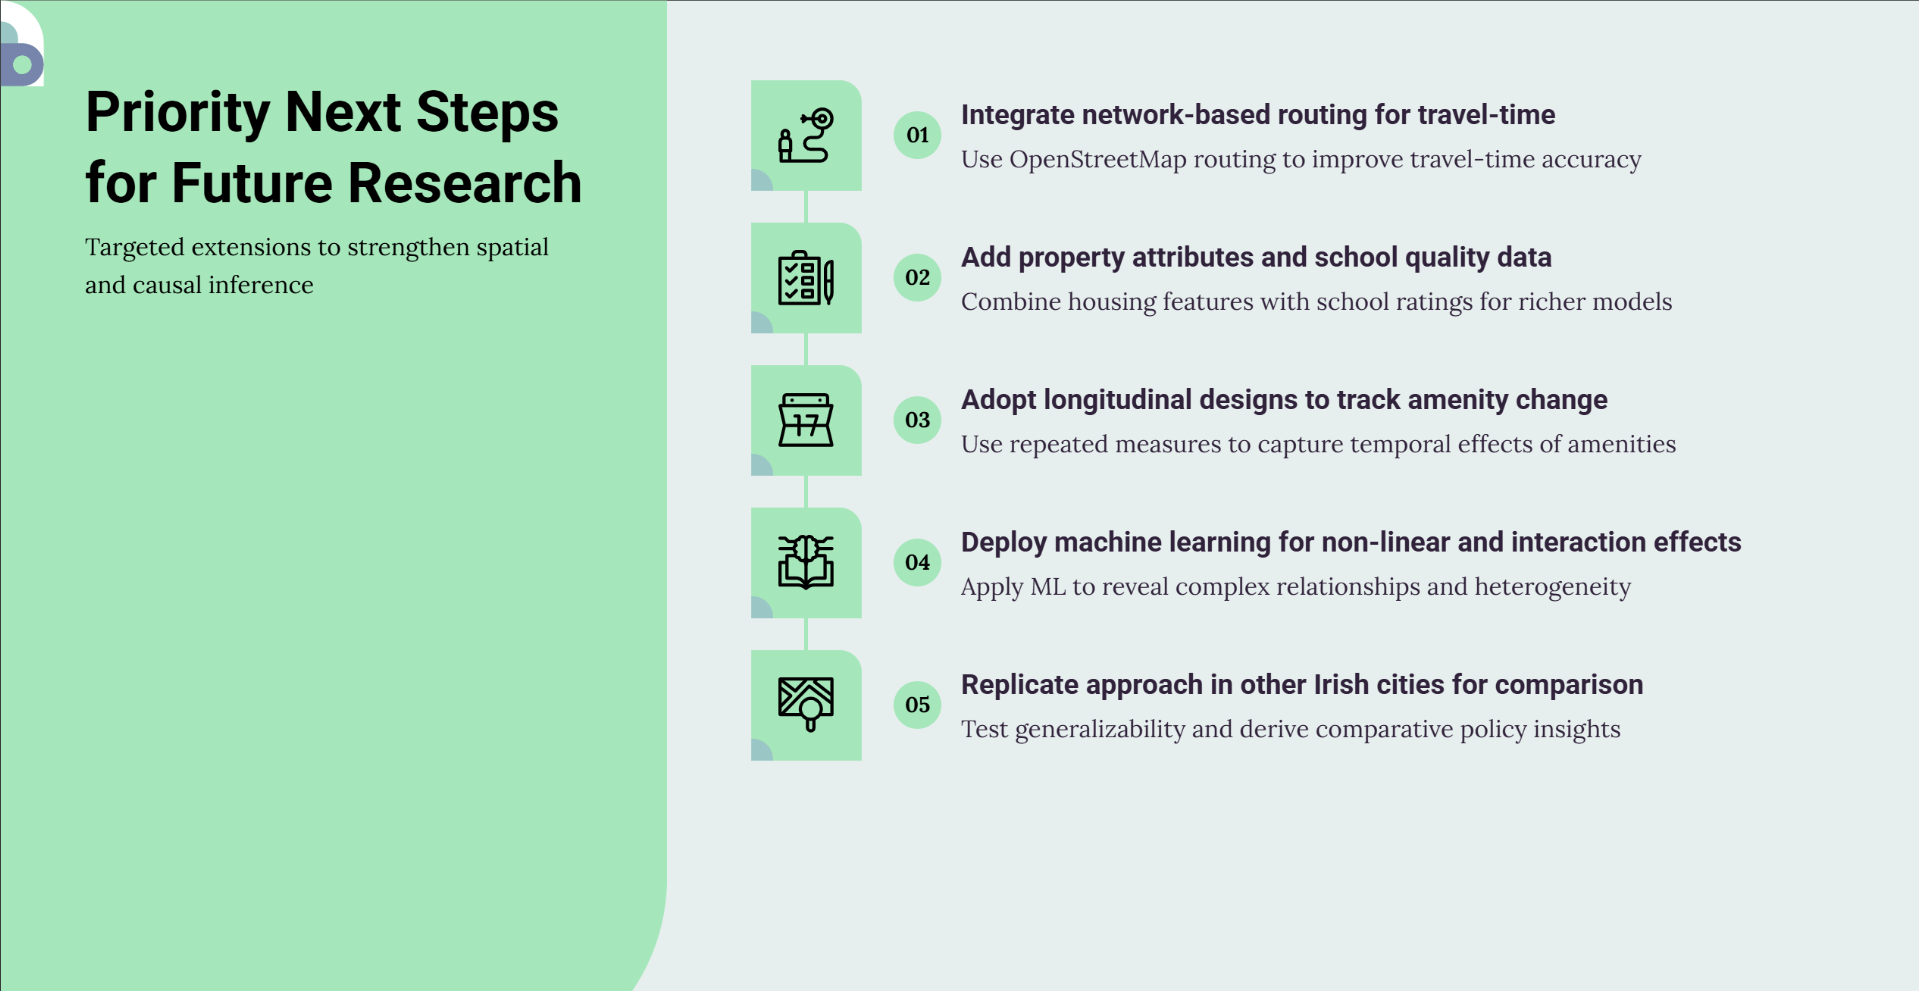 Priority Next Steps
for Future Research
Targeted extensions to strengthen spatial
and causal inference
01
Integrate network-based routing for travel-time
Use OpenStreetMap routing to improve travel-time accuracy
02
Add property attributes and school quality data
Combine housing features with school ratings for richer models
17
03
Adopt longitudinal designs to track amenity change
Use repeated measures to capture temporal effects of amenities
04
Deploy machine learning for non-linear and interaction effects
Apply ML to reveal complex relationships and heterogeneity
05
Replicate approach in other Irish cities for comparison
Test generalizability and derive comparative policy insights